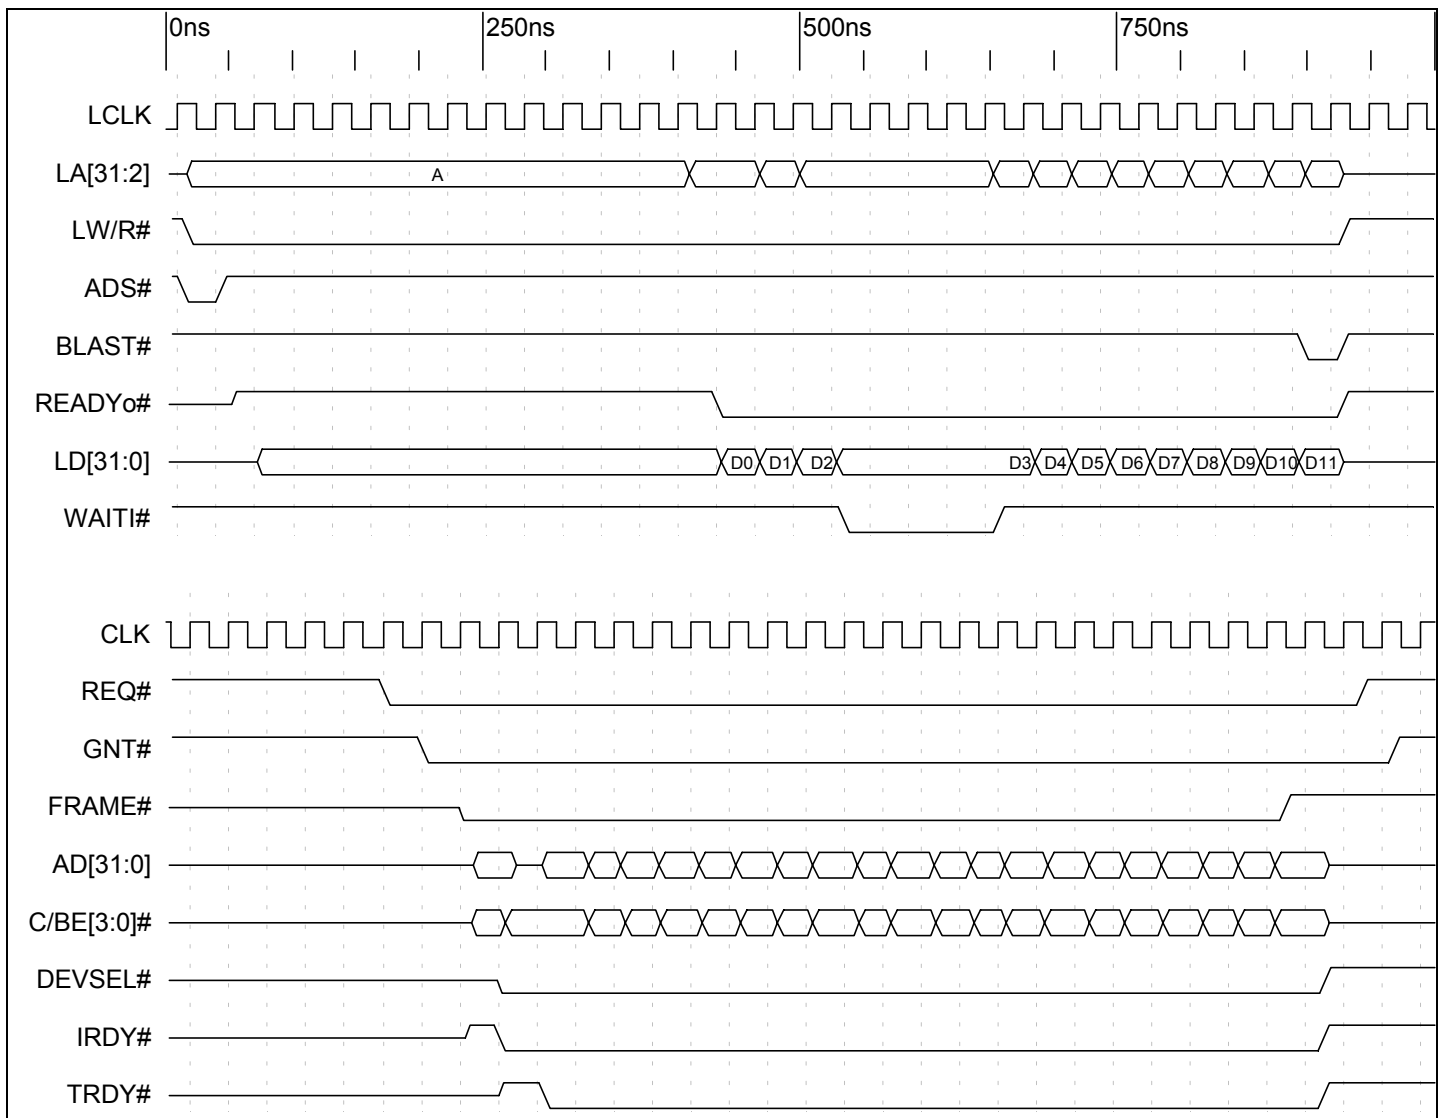 0ns 250ns 500ns 750ns
LCLK
LA[31:2] A
LW/R#
ADS#
BLAST#
READYo#
LD[31:0] D0 D1 D2 D3 D4 D5 D6 D7 D8 D9 D10 D11
WAITI#
CLK
REQ#
GNT#
FRAME#
AD[31:0]
C/BE[3:0]#
DEVSEL#
IRDY#
TRDY#